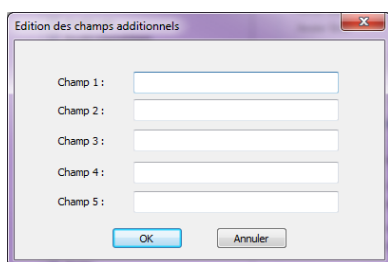 Edition des champs additionnels
Champ 1 :
Champ 2 :
Champ 3 :
Champ 4 :
Champ 5 :
OK Annuler